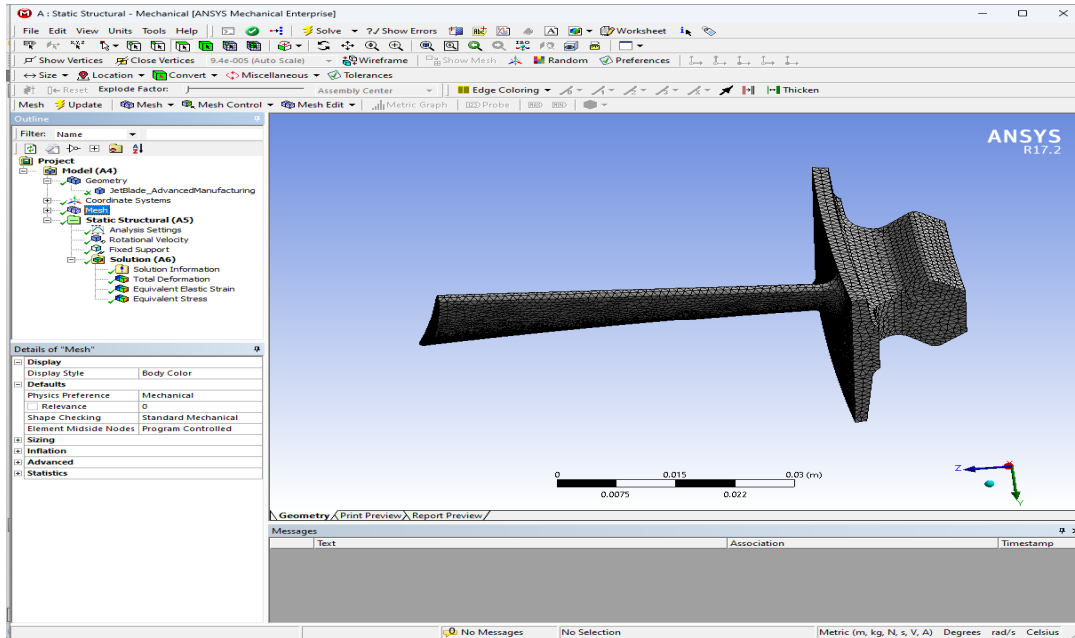 A : Static Structural - Mechanical [ANSYS Mechanical Enterprise]
File Edit View Units Tools Help Solve ?/ Show Errors Worksheet
Show Vertices Close Vertices 9.4e-005 (Auto Scale) Wireframe Show Mesh Random Preferences
Size Location Convert Miscellaneous Tolerances
Reset Explode Factor: Assembly Center Edge Coloring Thicken
Mesh Update Mesh Mesh Control Mesh Edit Metric Graph Probe
Outline
Filter: Name
Project
Model (A4)
Geometry
JetBlade_AdvancedManufacturing
Coordinate Systems
Mesh
Static Structural (A5)
Analysis Settings
Rotational Velocity
Fixed Support
Solution (A6)
Solution Information
Total Deformation
Equivalent Elastic Strain
Equivalent Stress
Details of "Mesh"
Display
Display Style Body Color
Defaults
Physics Preference Mechanical
Relevance 0
Shape Checking Standard Mechanical
Element Midside Nodes Program Controlled
Sizing
Inflation
Advanced
Statistics
ANSYS
R17.2
0 0.015 0.03 (m)
0.0075 0.022
Z
Y
Geometry Print Preview Report Preview
Messages
Text Association Timestamp
No Messages No Selection Metric (m, kg, N, s, V, A) Degrees rad/s Celsius